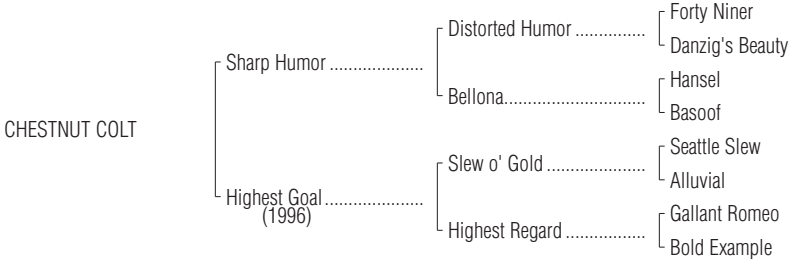 Forty Niner
Distorted Humor ...............
Danzig's Beauty
Sharp Humor ....................
Hansel
Bellona..............................
Basoof
CHESTNUT COLT
Seattle Slew
Slew o' Gold .....................
Alluvial
Highest Goal.....................
(1996)
Gallant Romeo
Highest Regard .................
Bold Example